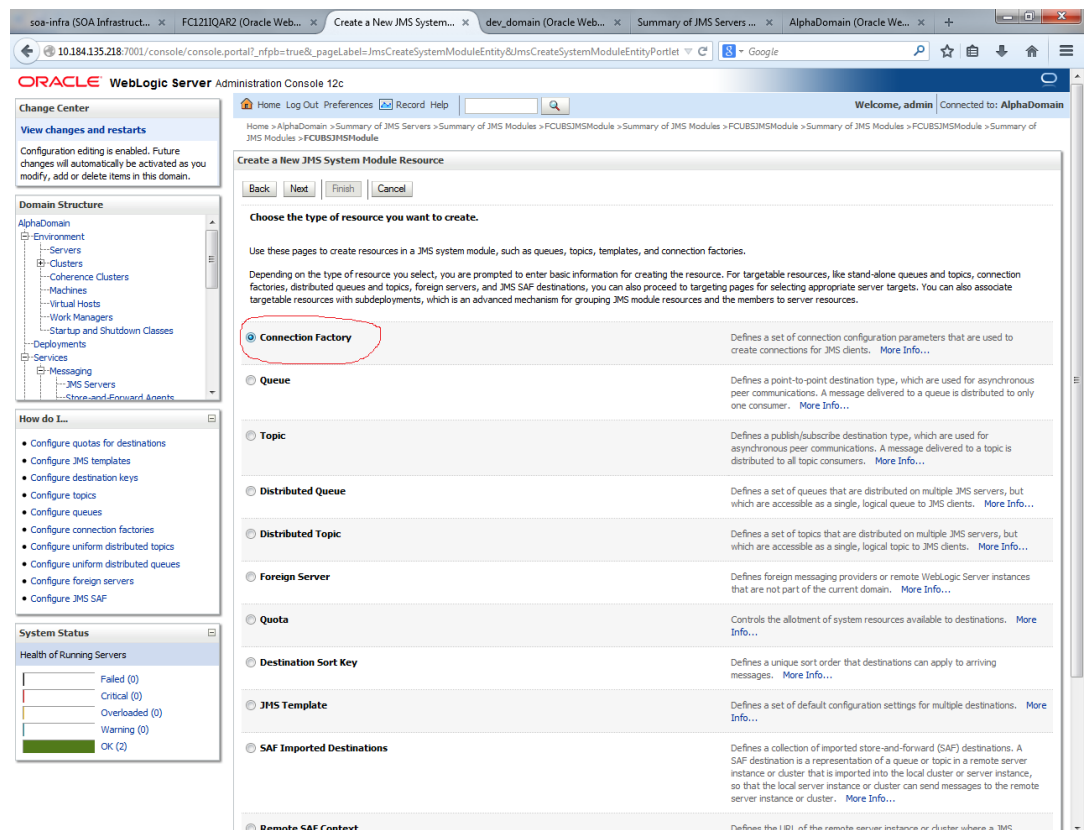 soa-infra (SOA Infrastruct... × FC121IQAR2 (Oracle Web... × Create a New JMS System... × dev_domain (Oracle Web... × Summary of JMS Servers ... × AlphaDomain (Oracle We... × +
10.184.135.218:7001/console/console.portal?_nfpb=true&_pageLabel=JmsCreateSystemModuleEntity&JmsCreateSystemModuleEntityPortlet
Google
ORACLE WebLogic Server Administration Console 12c
Change Center
View changes and restarts
Configuration editing is enabled. Future
changes will automatically be activated as you
modify, add or delete items in this domain.
Domain Structure
AlphaDomain
Environment
Servers
Clusters
Coherence Clusters
Machines
Virtual Hosts
Work Managers
Startup and Shutdown Classes
Deployments
Services
Messaging
JMS Servers
Store-and-Forward Agents
How do I...
Configure quotas for destinations
Configure JMS templates
Configure destination keys
Configure topics
Configure queues
Configure connection factories
Configure uniform distributed topics
Configure uniform distributed queues
Configure foreign servers
Configure JMS SAF
System Status
Health of Running Servers
Failed (0)
Critical (0)
Overloaded (0)
Warning (0)
OK (2)
Home Log Out Preferences Record Help
Welcome, admin Connected to: AlphaDomain
Home >AlphaDomain >Summary of JMS Servers >Summary of JMS Modules >FCUBSJMSModule >Summary of JMS Modules >FCUBSJMSModule >Summary of JMS Modules >FCUBSJMSModule >Summary of
JMS Modules >FCUBSJMSModule
Create a New JMS System Module Resource
Back Next Finish Cancel
Choose the type of resource you want to create.
Use these pages to create resources in a JMS system module, such as queues, topics, templates, and connection factories.
Depending on the type of resource you select, you are prompted to enter basic information for creating the resource. For targetable resources, like stand-alone queues and topics, connection
factories, distributed queues and topics, foreign servers, and JMS SAF destinations, you can also proceed to targeting pages for selecting appropriate server targets. You can also associate
targetable resources with subdeployments, which is an advanced mechanism for grouping JMS module resources and the members to server resources.
Connection Factory
Defines a set of connection configuration parameters that are used to
create connections for JMS clients. More Info...
Queue
Defines a point-to-point destination type, which are used for asynchronous
peer communications. A message delivered to a queue is distributed to only
one consumer. More Info...
Topic
Defines a publish/subscribe destination type, which are used for
asynchronous peer communications. A message delivered to a topic is
distributed to all topic consumers. More Info...
Distributed Queue
Defines a set of queues that are distributed on multiple JMS servers, but
which are accessible as a single, logical queue to JMS clients. More Info...
Distributed Topic
Defines a set of topics that are distributed on multiple JMS servers, but
which are accessible as a single, logical topic to JMS clients. More Info...
Foreign Server
Defines foreign messaging providers or remote WebLogic Server instances
that are not part of the current domain. More Info...
Quota
Controls the allotment of system resources available to destinations. More
Info...
Destination Sort Key
Defines a unique sort order that destinations can apply to arriving
messages. More Info...
JMS Template
Defines a set of default configuration settings for multiple destinations. More
Info...
SAF Imported Destinations
Defines a collection of imported store-and-forward (SAF) destinations. A
SAF destination is a representation of a queue or topic in a remote server
instance or cluster that is imported into the local cluster or server instance,
so that the local server instance or cluster can send messages to the remote
server instance or cluster. More Info...
Remote SAF Context
Defines the URL of the remote server instance or cluster where a JMS